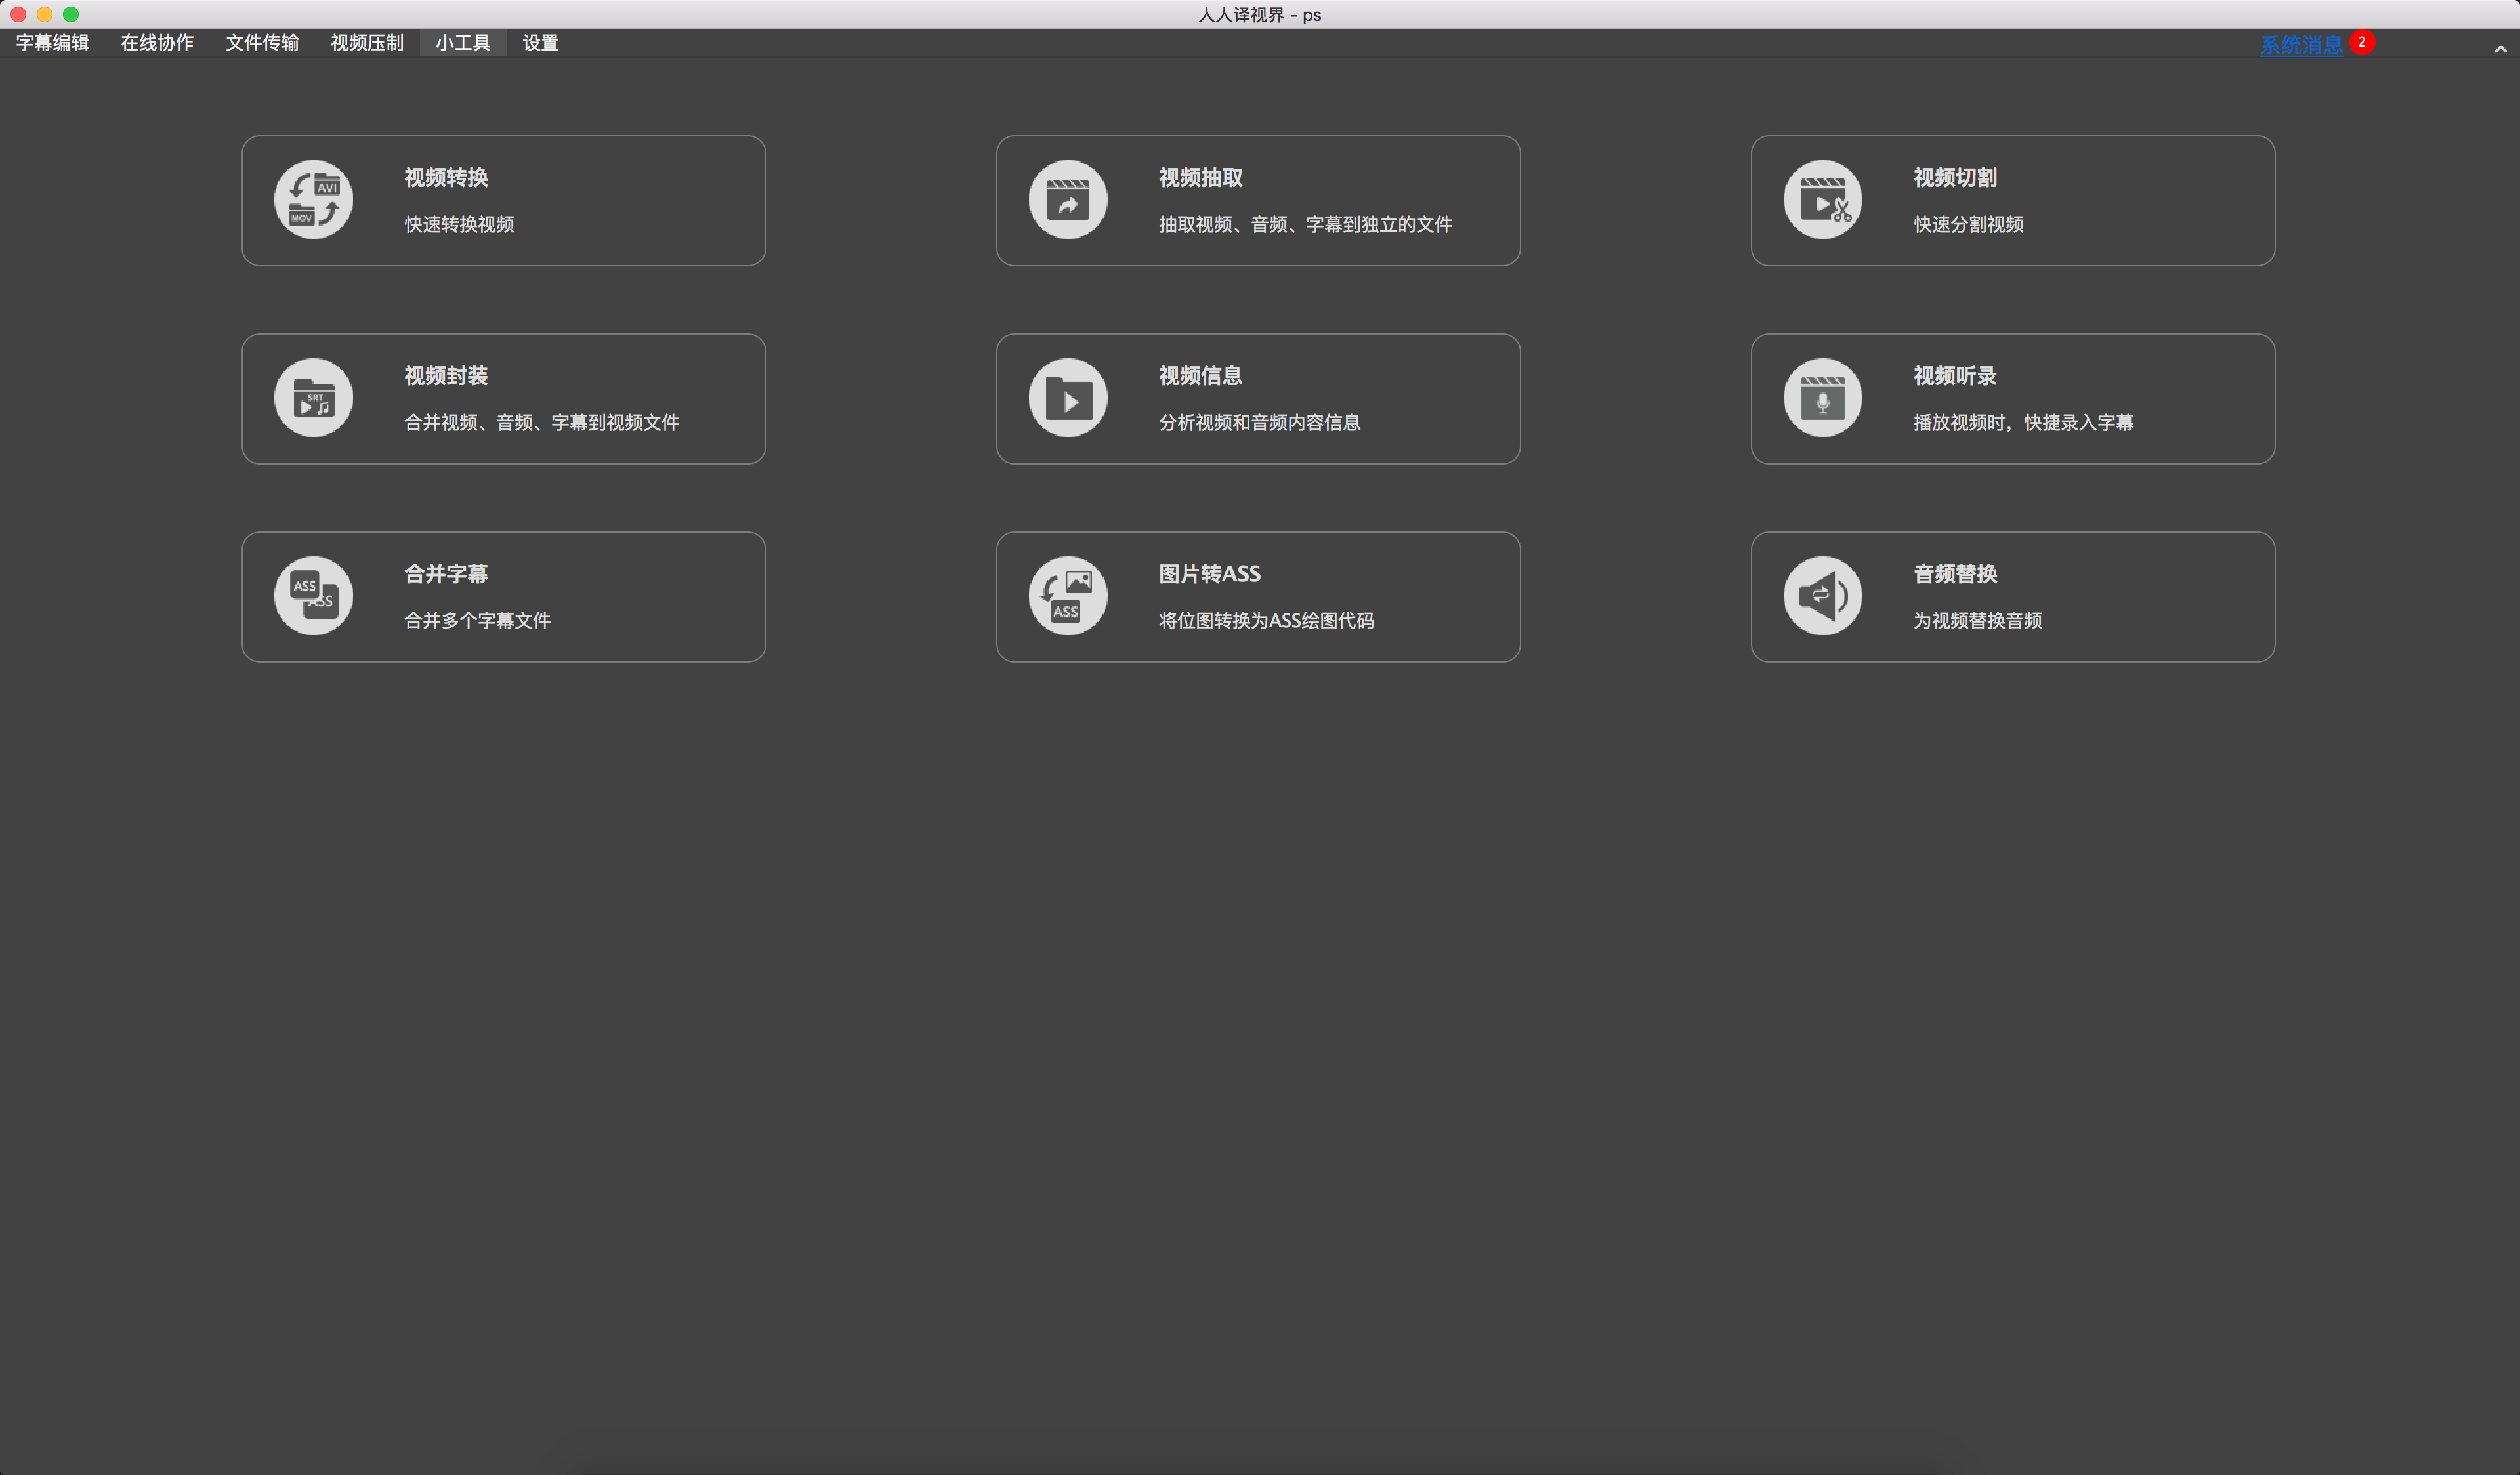 人人译视界 - ps
字幕编辑 在线协作 文件传输 视频压制 小工具 设置 系统消息 2
AVI
MOV
视频转换
快速转换视频
视频抽取
抽取视频、音频、字幕到独立的文件
视频切割
快速分割视频
SRT
视频封装
合并视频、音频、字幕到视频文件
视频信息
分析视频和音频内容信息
视频听录
播放视频时，快捷录入字幕
ASS
ASS
合并字幕
合并多个字幕文件
ASS
图片转ASS
将位图转换为ASS绘图代码
音频替换
为视频替换音频